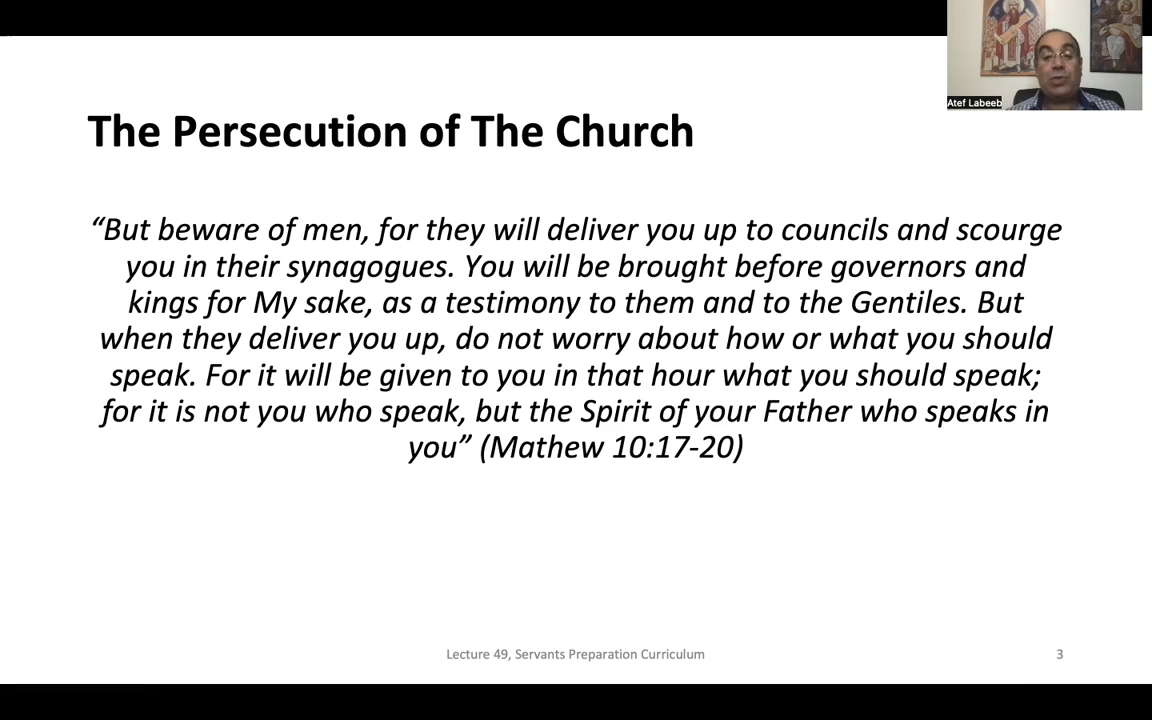 Atef Labeeb
The Persecution of The Church
“But beware of men, for they will deliver you up to councils and scourge
you in their synagogues. You will be brought before governors and
kings for My sake, as a testimony to them and to the Gentiles. But
when they deliver you up, do not worry about how or what you should
speak. For it will be given to you in that hour what you should speak;
for it is not you who speak, but the Spirit of your Father who speaks in
you” (Mathew 10:17-20)
Lecture 49, Servants Preparation Curriculum
3